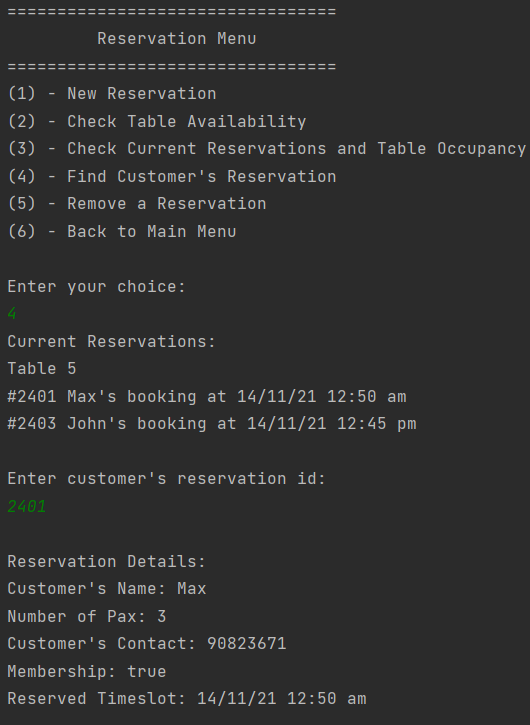 =================================
Reservation Menu
=================================
(1) - New Reservation
(2) - Check Table Availability
(3) - Check Current Reservations and Table Occupancy
(4) - Find Customer's Reservation
(5) - Remove a Reservation
(6) - Back to Main Menu
Enter your choice:
4
Current Reservations:
Table 5
#2401 Max's booking at 14/11/21 12:50 am
#2403 John's booking at 14/11/21 12:45 pm
Enter customer's reservation id:
2401
Reservation Details:
Customer's Name: Max
Number of Pax: 3
Customer's Contact: 90823671
Membership: true
Reserved Timeslot: 14/11/21 12:50 am